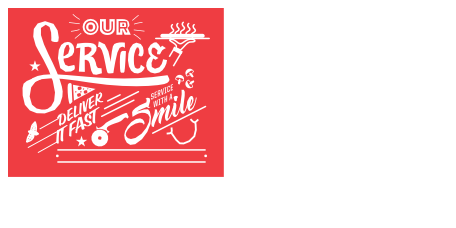 OUR
SERVICE
DELIVER
IT FAST
SERVICE
WITH A
Smile